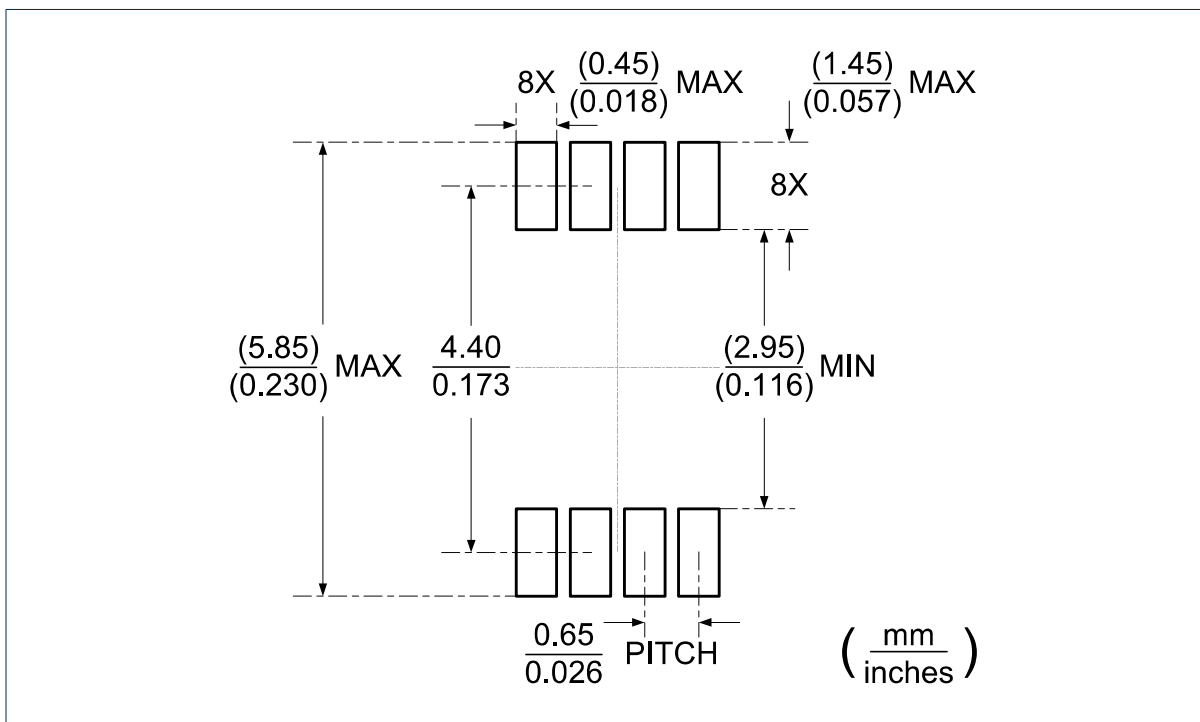 8X (0.45) MAX
(0.018)
(1.45) MAX
(0.057)
8X
(5.85) MAX
(0.230)
4.40
0.173
(2.95) MIN
(0.116)
0.65 PITCH
0.026
( mm )
inches